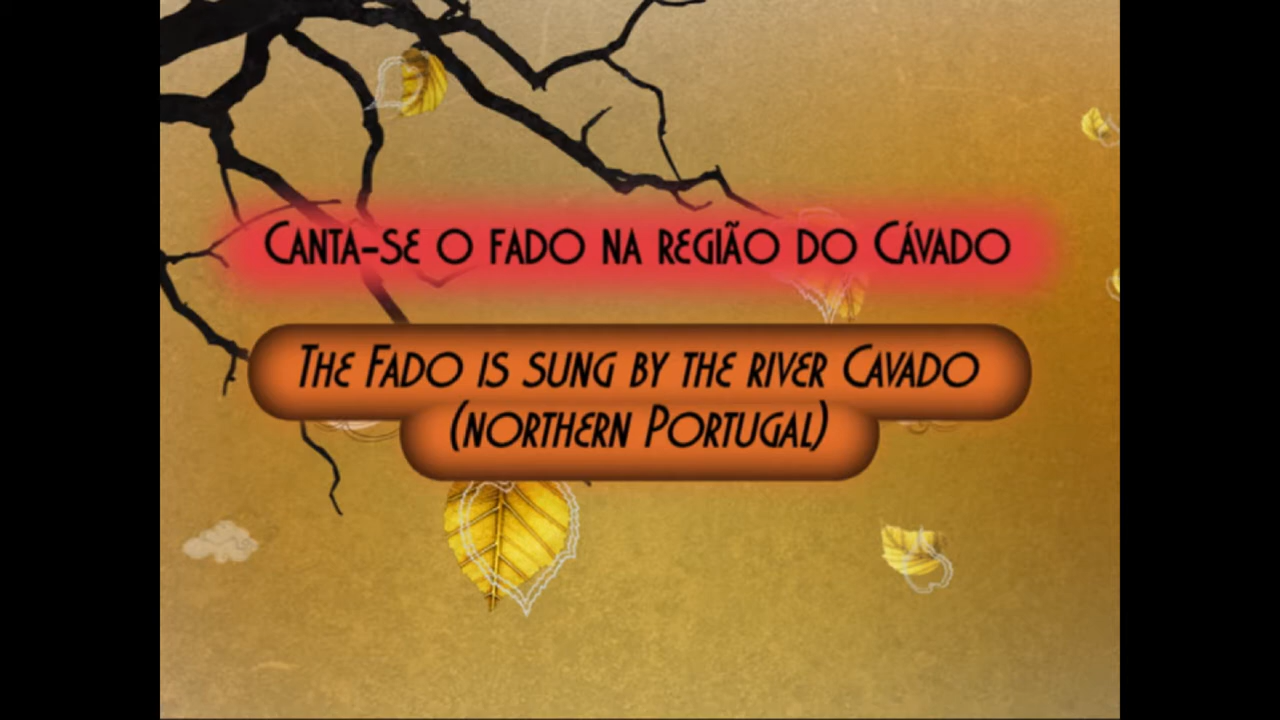 Canta-se o fado na região do Cávado
The Fado is sung by the river Cavado
(northern Portugal)